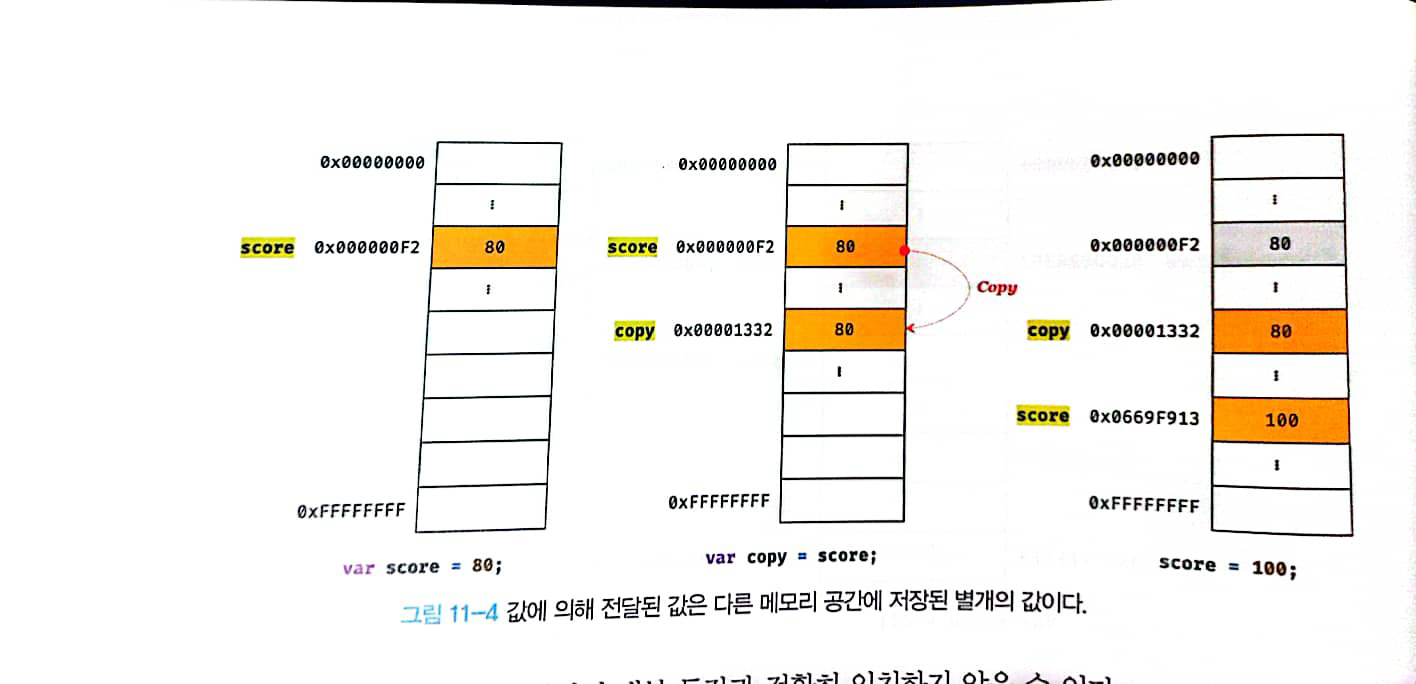 0x00000000
⋮
score 0x000000F2 80
⋮
0xFFFFFFFF
var score = 80;
0x00000000
⋮
score 0x000000F2 80
⋮
Copy
copy 0x00001332 80
⋮
0xFFFFFFFF
var copy = score;
0x00000000
⋮
0x000000F2 80
⋮
copy 0x00001332 80
⋮
score 0x0669F913 100
⋮
0xFFFFFFFF
score = 100;
그림 11-4 값에 의해 전달된 값은 다른 메모리 공간에 저장된 별개의 값이다.